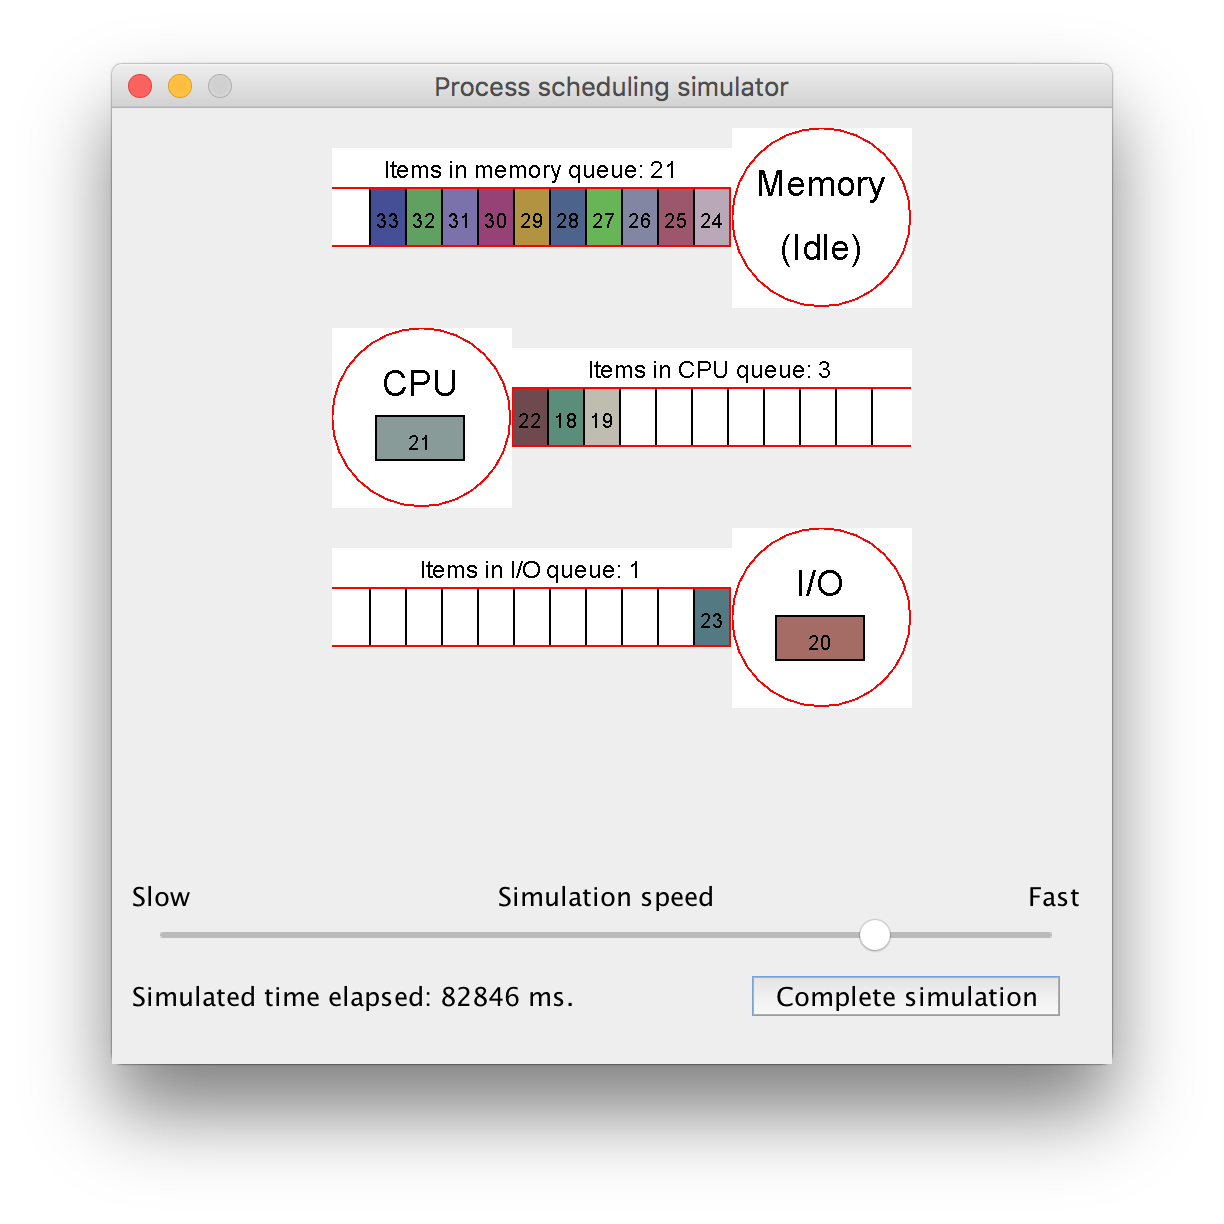 Process scheduling simulator
Items in memory queue: 21
33 32 31 30 29 28 27 26 25 24
Memory
(Idle)
CPU
21
Items in CPU queue: 3
22 18 19
Items in I/O queue: 1
23
I/O
20
Slow Simulation speed Fast
Simulated time elapsed: 82846 ms. Complete simulation